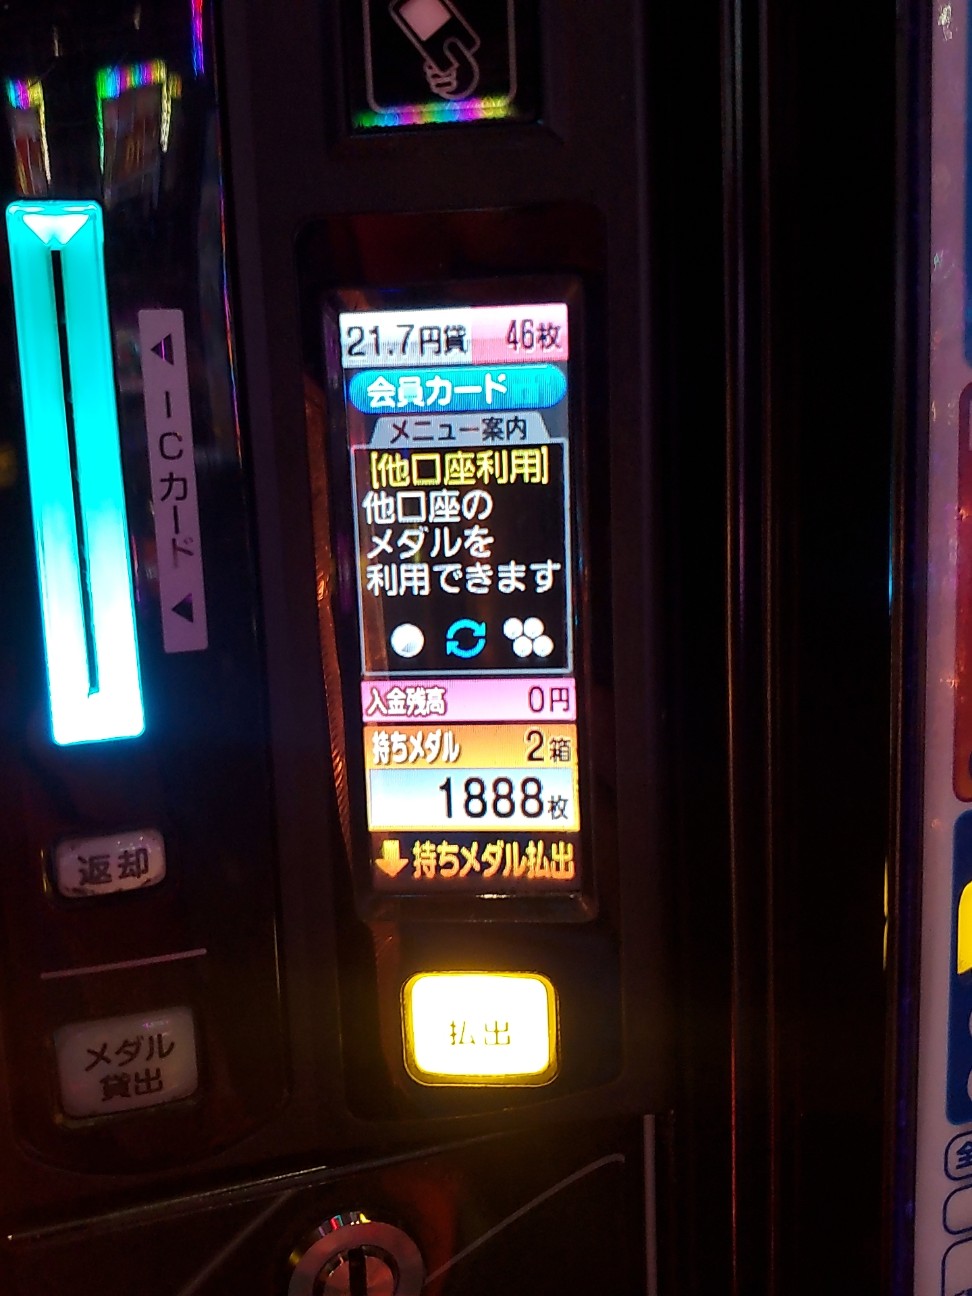 21.7円貸 46枚
会員カード
メニュー案内
[他口座利用]
他口座の
メダルを
利用できます
入金残高 0円
持ちメダル 2箱
1888枚
持ちメダル払出
払出
ICカード
返却
メダル
貸出